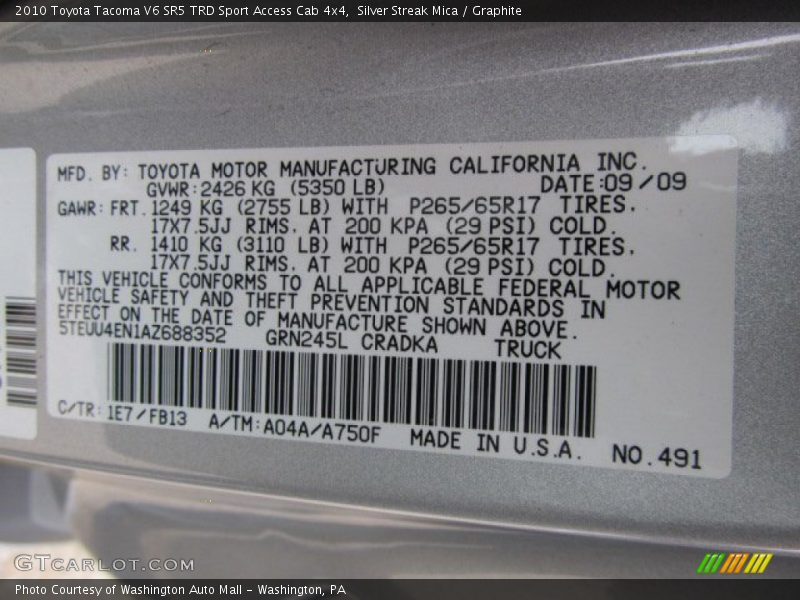 2010 Toyota Tacoma V6 SR5 TRD Sport Access Cab 4x4, Silver Streak Mica / Graphite
MFD. BY: TOYOTA MOTOR MANUFACTURING CALIFORNIA INC.
GVWR: 2426 KG (5350 LB) DATE: 09/09
GAWR: FRT. 1249 KG (2755 LB) WITH P265/65R17 TIRES.
17X7.5JJ RIMS. AT 200 KPA (29 PSI) COLD.
RR. 1410 KG (3110 LB) WITH P265/65R17 TIRES.
17X7.5JJ RIMS. AT 200 KPA (29 PSI) COLD.
THIS VEHICLE CONFORMS TO ALL APPLICABLE FEDERAL MOTOR
VEHICLE SAFETY AND THEFT PREVENTION STANDARDS IN
EFFECT ON THE DATE OF MANUFACTURE SHOWN ABOVE.
5TEUU4EN1AZ688352 GRN245L CRADKA TRUCK
C/TR: 1E7/FB13 A/TM: A04A/A750F MADE IN U.S.A. NO. 491
GTCARLOT.COM
Photo Courtesy of Washington Auto Mall - Washington, PA